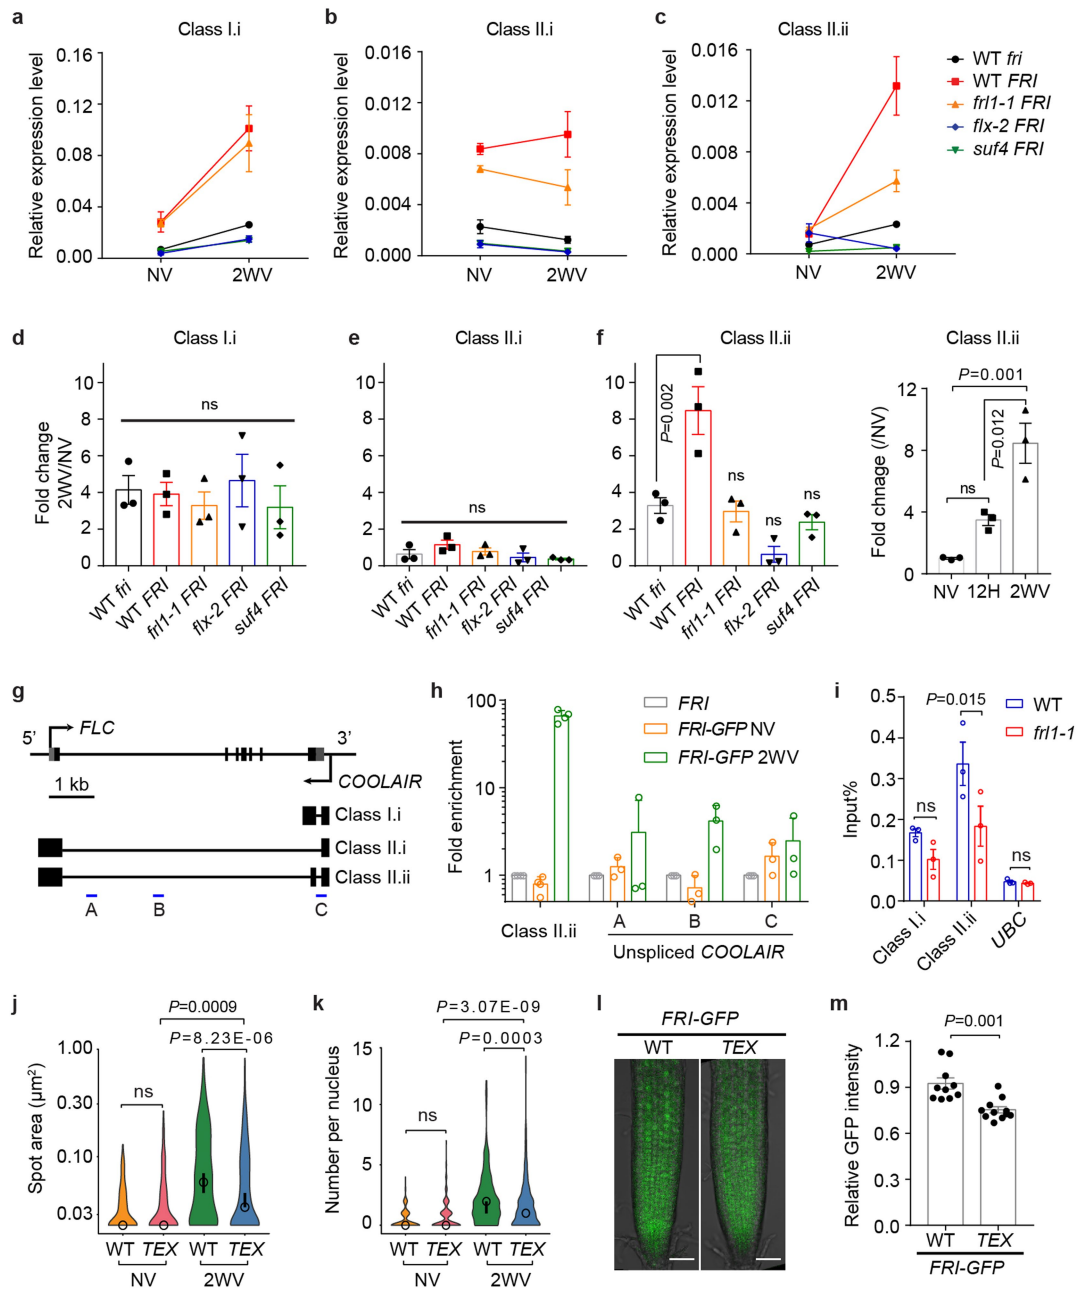 a
Class I.i
Relative expression level
0.16
0.12
0.08
0.04
0.00
NV
2WV
b
Class II.i
Relative expression level
0.016
0.012
0.008
0.004
0.000
NV
2WV
c
Class II.ii
Relative expression level
0.016
0.012
0.008
0.004
0.000
NV
2WV
WT fri
WT FRI
frl1-1 FRI
flx-2 FRI
suf4 FRI
d
Class I.i
Fold change
2WV/NV
10
8
6
4
2
0
ns
WT fri
WT FRI
frl1-1 FRI
flx-2 FRI
suf4 FRI
e
Class II.i
10
8
6
4
2
0
ns
WT fri
WT FRI
frl1-1 FRI
flx-2 FRI
suf4 FRI
f
Class II.ii
10
8
6
4
2
0
P=0.002
ns
ns
ns
WT fri
WT FRI
frl1-1 FRI
flx-2 FRI
suf4 FRI
Class II.ii
Fold chnage (/NV)
12
8
4
0
P=0.001
P=0.012
ns
NV
12H
2WV
g
5’
FLC
3’
COOLAIR
1 kb
Class I.i
Class II.i
Class II.ii
A
B
C
h
Fold enrichment
100
10
1
FRI
FRI-GFP NV
FRI-GFP 2WV
Class II.ii
A
B
C
Unspliced COOLAIR
i
Input%
0.5
0.4
0.3
0.2
0.1
0
P=0.015
WT
frl1-1
ns
ns
Class I.i
Class II.ii
UBC
j
Spot area (μm²)
1.00
0.30
0.10
0.03
P=0.0009
P=8.23E-06
ns
WT
TEX
WT
TEX
NV
2WV
k
Number per nucleus
15
10
5
0
P=3.07E-09
P=0.0003
ns
WT
TEX
WT
TEX
NV
2WV
l
FRI-GFP
WT
TEX
m
Relative GFP intensity
1.2
0.9
0.6
0.3
0.0
P=0.001
WT
TEX
FRI-GFP